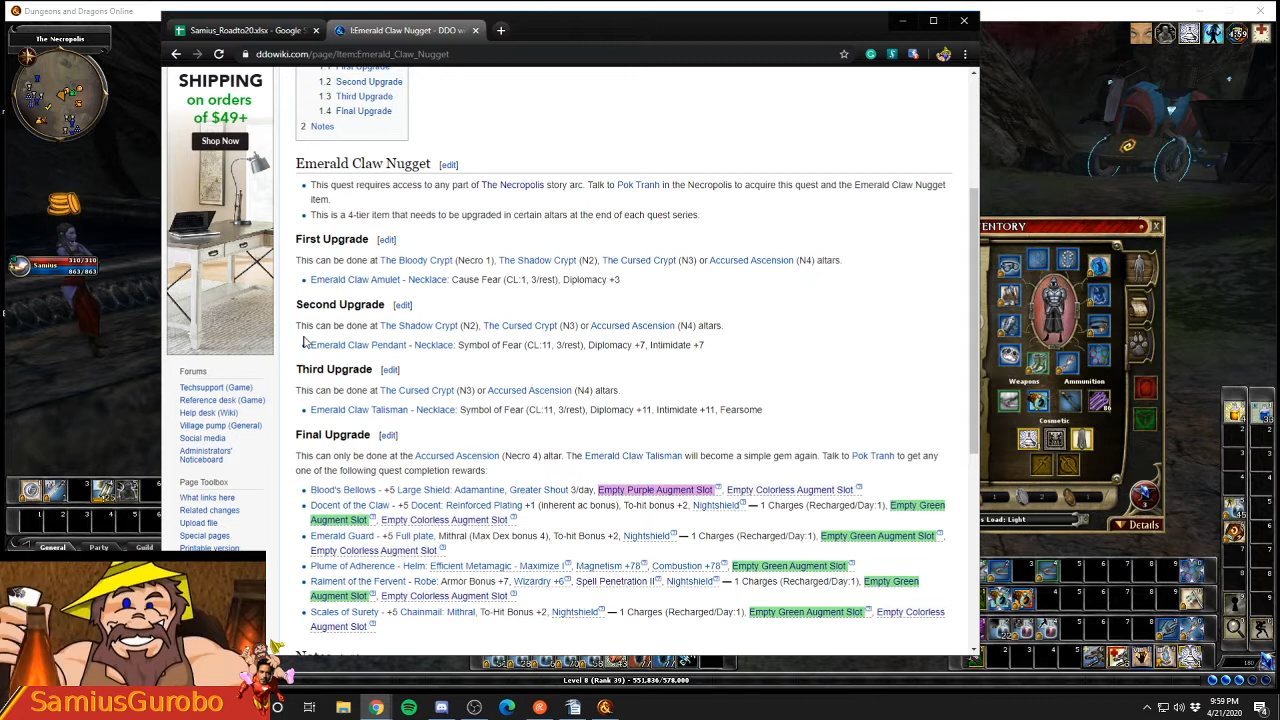 Dungeons and Dragons Online
The Necropolis
Samius_Roadto20.xlsx - Google S
I:Emerald Claw Nugget - DDO w
ddowiki.com/page/Item:Emerald_Claw_Nugget
SHIPPING
on orders
of $49+
Shop Now
1.1 First Upgrade
1.2 Second Upgrade
1.3 Third Upgrade
1.4 Final Upgrade
2 Notes
Emerald Claw Nugget [edit]
This quest requires access to any part of The Necropolis story arc. Talk to Pok Tranh in the Necropolis to acquire this quest and the Emerald Claw Nugget
item.
This is a 4-tier item that needs to be upgraded in certain altars at the end of each quest series.
First Upgrade [edit]
This can be done at The Bloody Crypt (Necro 1), The Shadow Crypt (N2), The Cursed Crypt (N3) or Accursed Ascension (N4) altars.
Emerald Claw Amulet - Necklace: Cause Fear (CL:1, 3/rest), Diplomacy +3
Second Upgrade [edit]
This can be done at The Shadow Crypt (N2), The Cursed Crypt (N3) or Accursed Ascension (N4) altars.
Emerald Claw Pendant - Necklace: Symbol of Fear (CL:11, 3/rest), Diplomacy +7, Intimidate +7
Third Upgrade [edit]
This can be done at The Cursed Crypt (N3) or Accursed Ascension (N4) altars.
Emerald Claw Talisman - Necklace: Symbol of Fear (CL:11, 3/rest), Diplomacy +11, Intimidate +11, Fearsome
Final Upgrade [edit]
This can only be done at the Accursed Ascension (Necro 4) altar. The Emerald Claw Talisman will become a simple gem again. Talk to Pok Tranh to get any
one of the following quest completion rewards:
Blood's Bellows - +5 Large Shield: Adamantine, Greater Shout 3/day, Empty Purple Augment Slot, Empty Colorless Augment Slot
Docent of the Claw - +5 Docent: Reinforced Plating +1 (inherent ac bonus), To-hit bonus +2, Nightshield — 1 Charges (Recharged/Day:1), Empty Green
Augment Slot, Empty Colorless Augment Slot
Emerald Guard - +5 Full plate, Mithral (Max Dex bonus 4), To-hit Bonus +2, Nightshield — 1 Charges (Recharged/Day:1), Empty Green Augment Slot,
Empty Colorless Augment Slot
Plume of Adherence - Helm: Efficient Metamagic - Maximize I, Magnetism +78, Combustion +78, Empty Green Augment Slot
Raiment of the Fervent - Robe: Armor Bonus +7, Wizardry +6, Spell Penetration II, Nightshield — 1 Charges (Recharged/Day:1), Empty Green
Augment Slot, Empty Colorless Augment Slot
Scales of Surety - +5 Chainmail: Mithral, To-Hit Bonus +2, Nightshield — 1 Charges (Recharged/Day:1), Empty Green Augment Slot, Empty Colorless
Augment Slot
Forums
Techsupport (Game)
Reference desk (Game)
Help desk (Wiki)
Village pump (General)
Social media
Administrators'
Noticeboard
Page Toolbox
What links here
Related changes
Upload file
Special pages
Printable version
310/310
863/863
Samius
General Party Guild
Weapons Ammunition
86
Cosmetic
Load: Light
Details
Level 8 (Rank 39) - 551,836/578,000
180
SamiusGurobo
9:59 PM
4/21/2020